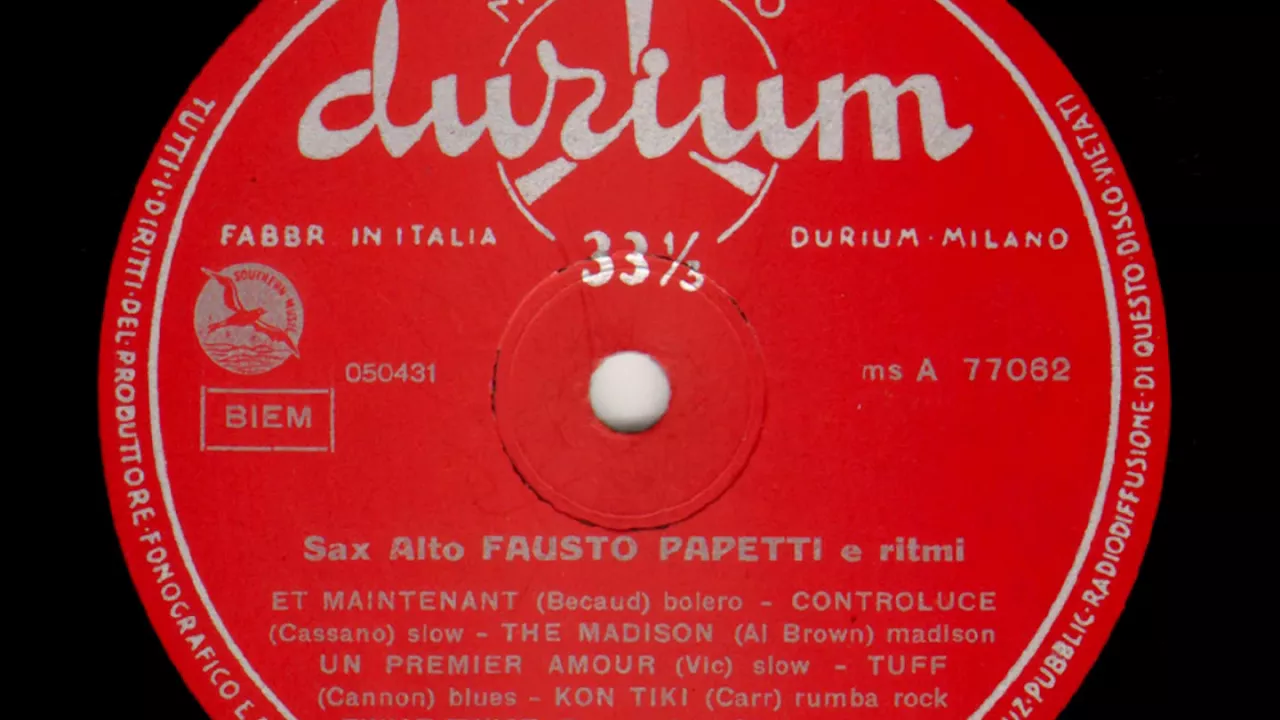 durium
TUTTI·I·DIRITTI·DEL·PRODUTTORE·FONOGRAFICO E
PUBBLIC.·RADIODIFFUSIONE·DI QUESTO·DISCO·VIETATI
FABBR. IN ITALIA
DURIUM·MILANO
33⅓
SOUTHERN·MUSIC
050431
ms A 77062
BIEM
Sax Alto FAUSTO PAPETTI e ritmi
ET MAINTENANT (Becaud) bolero - CONTROLUCE
(Cassano) slow - THE MADISON (Al Brown) madison
UN PREMIER AMOUR (Vic) slow - TUFF
(Cannon) blues - KON TIKI (Carr) rumba rock